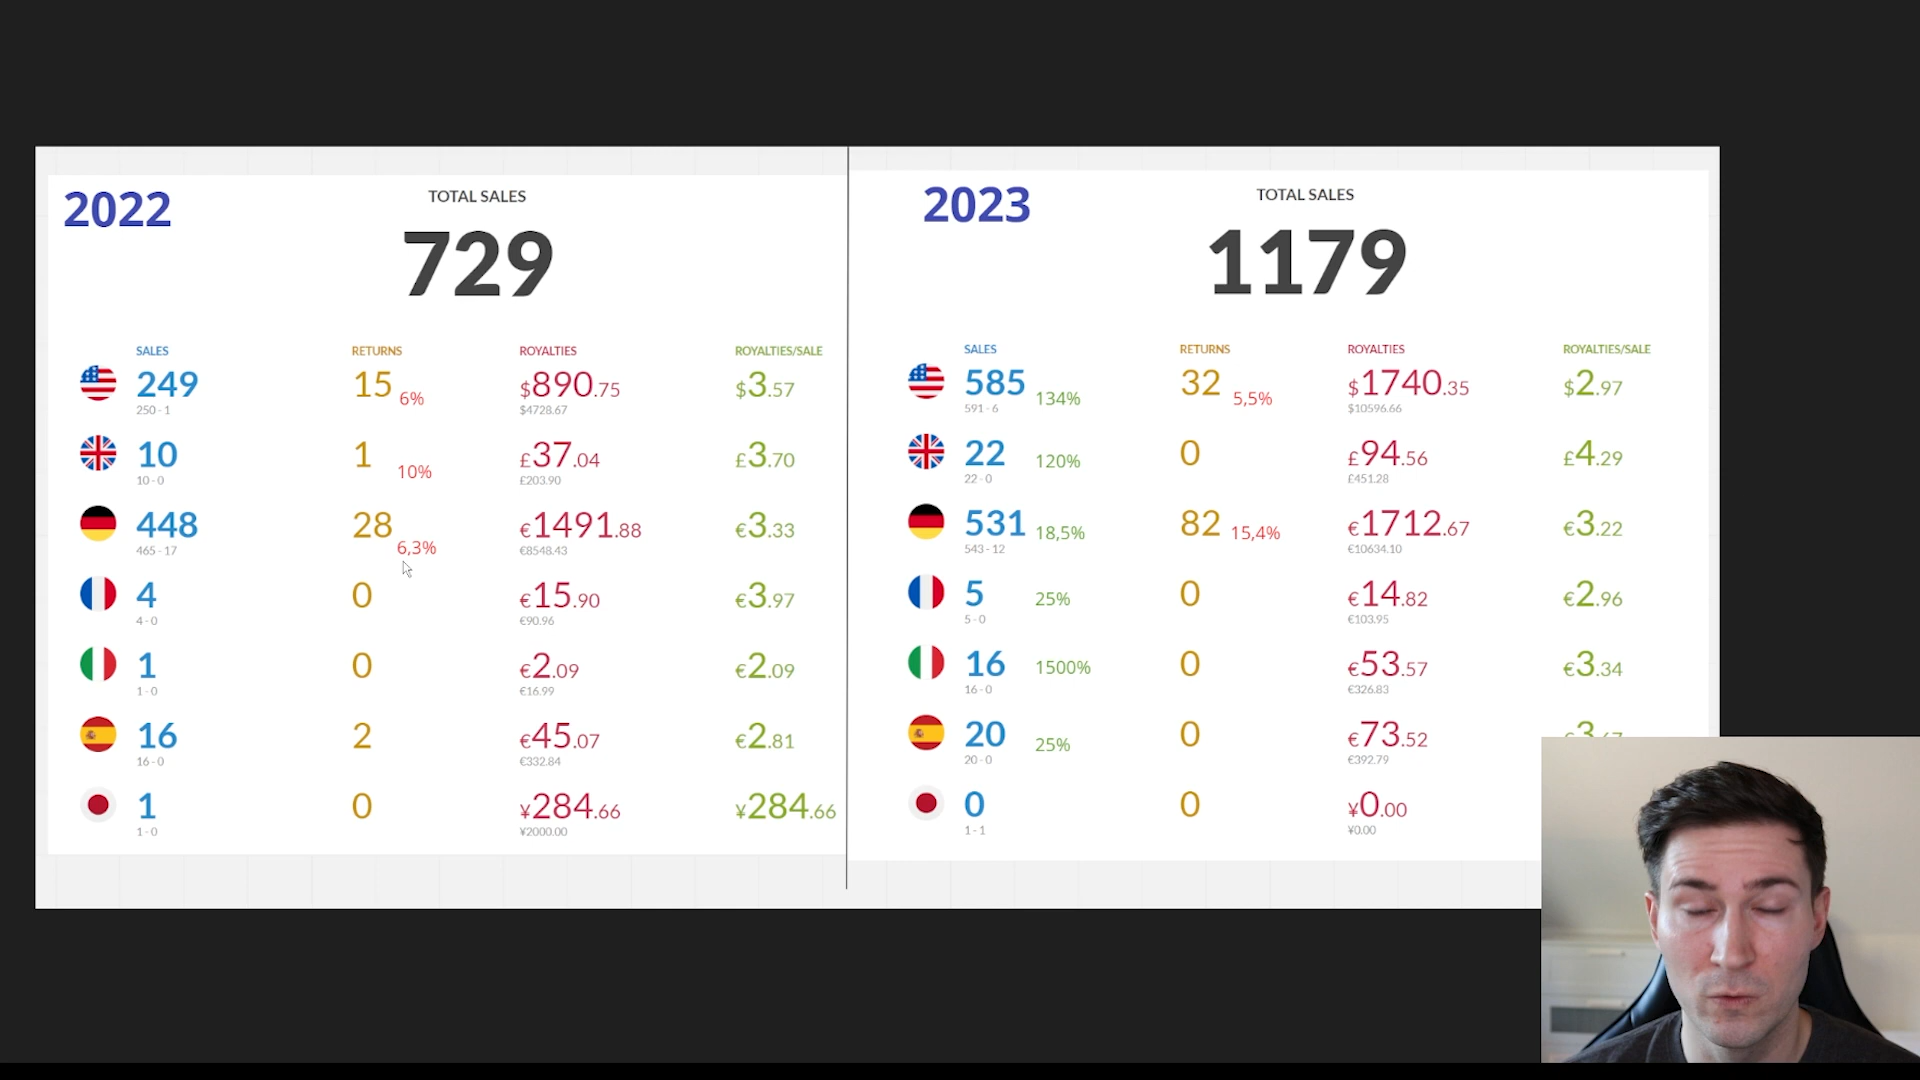 2022
TOTAL SALES
729
SALES RETURNS ROYALTIES ROYALTIES/SALE
249 15 6% $890.75 $3.57
250 - 1 $4728.67
10 1 10% £37.04 £3.70
10 - 0 £203.90
448 28 6,3% €1491.88 €3.33
465 - 17 €8548.43
4 0 €15.90 €3.97
4 - 0 €90.96
1 0 €2.09 €2.09
1 - 0 €16.99
16 2 €45.07 €2.81
16 - 0 €332.84
1 0 ¥284.66 ¥284.66
1 - 0 ¥2000.00
2023
TOTAL SALES
1179
SALES RETURNS ROYALTIES ROYALTIES/SALE
585 134% 32 5,5% $1740.35 $2.97
591 - 6 $10596.66
22 120% 0 £94.56 £4.29
22 - 0 £451.28
531 18,5% 82 15,4% €1712.67 €3.22
543 - 12 €10634.10
5 25% 0 €14.82 €2.96
5 - 0 €103.95
16 1500% 0 €53.57 €3.34
16 - 0 €326.83
20 25% 0 €73.52
20 - 0 €392.79
0 0 ¥0.00
1 - 1 ¥0.00